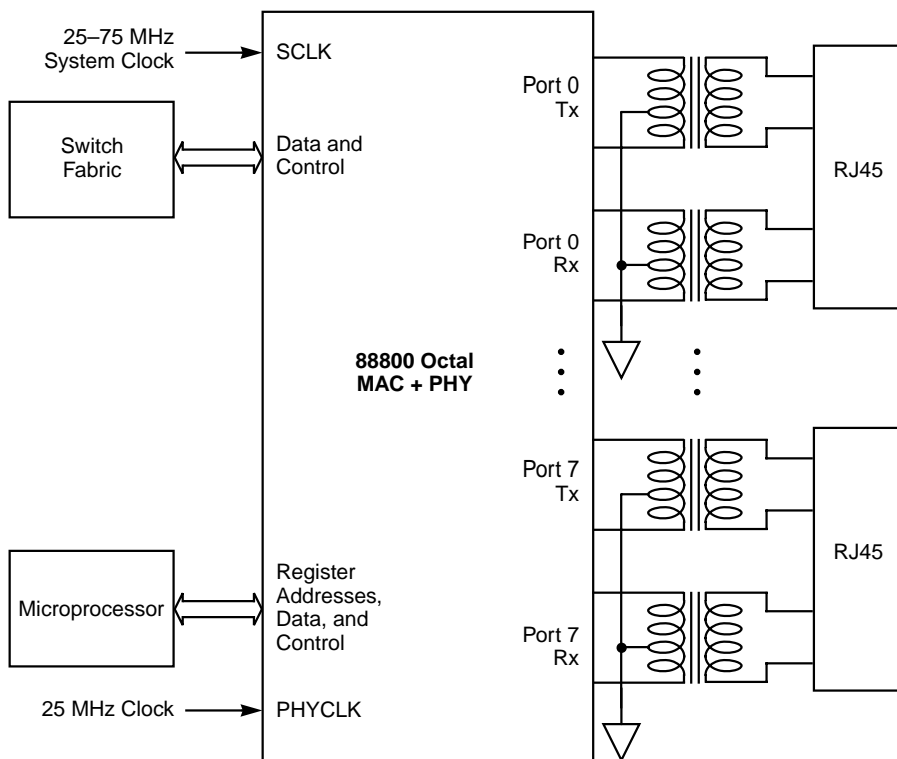 25–75 MHz
System Clock
SCLK
Switch
Fabric
Data and
Control
Port 0
Tx
Port 0
Rx
RJ45
88800 Octal
MAC + PHY
Port 7
Tx
Port 7
Rx
RJ45
Microprocessor
Register
Addresses,
Data, and
Control
25 MHz Clock
PHYCLK